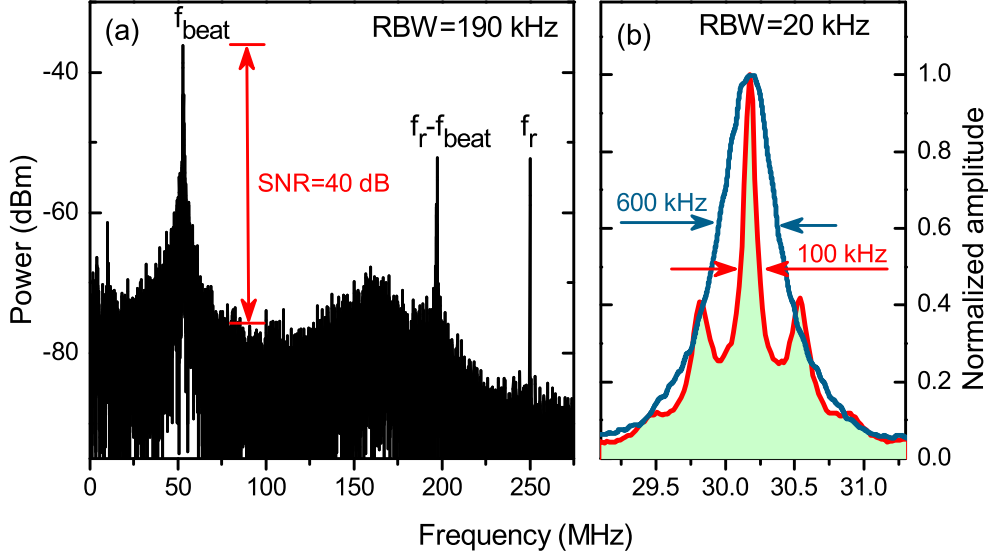 (a)
f_beat
RBW=190 kHz
SNR=40 dB
f_r-f_beat
f_r
-40
-60
-80
Power (dBm)
0
50
100
150
200
250
(b)
RBW=20 kHz
600 kHz
100 kHz
1.0
0.8
0.6
0.4
0.2
0.0
Normalized amplitude
29.5
30.0
30.5
31.0
Frequency (MHz)